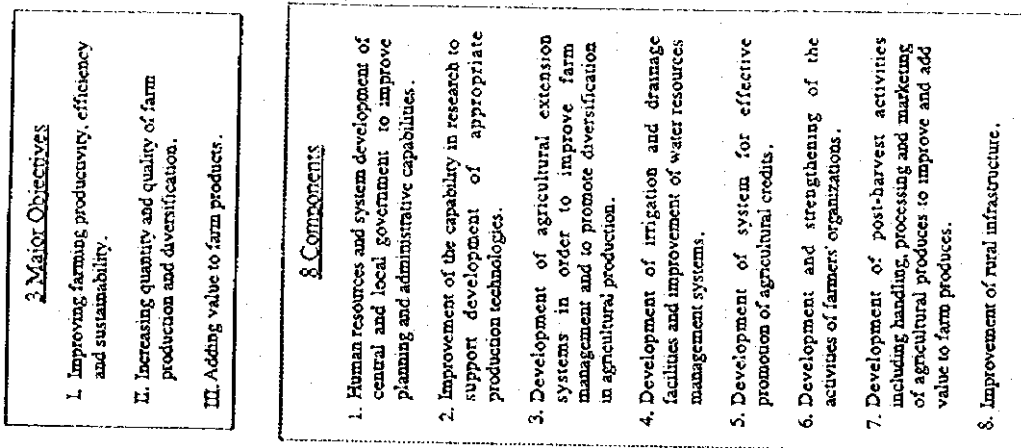 3 Major Objectives
I. Improving farming productivity, efficiency
and sustainability.
II. Increasing quantity and quality of farm
production and diversification.
III. Adding value to farm products.
8 Components
1. Human resources and system development of
central and local government to improve
planning and administrative capabilities.
2. Improvement of the capability in research to
support development of appropriate
production technologies.
3. Development of agricultural extension
systems in order to improve farm
management and to promote diversification
in agricultural production.
4. Development of irrigation and drainage
facilities and improvement of water resources
management systems.
5. Development of system for effective
promotion of agricultural credits.
6. Development and strengthening of the
activities of farmers' organizations.
7. Development of post-harvest activities
including handling, processing and marketing
of agricultural produces to improve and add
value to farm produces.
8. Improvement of rural infrastructure.